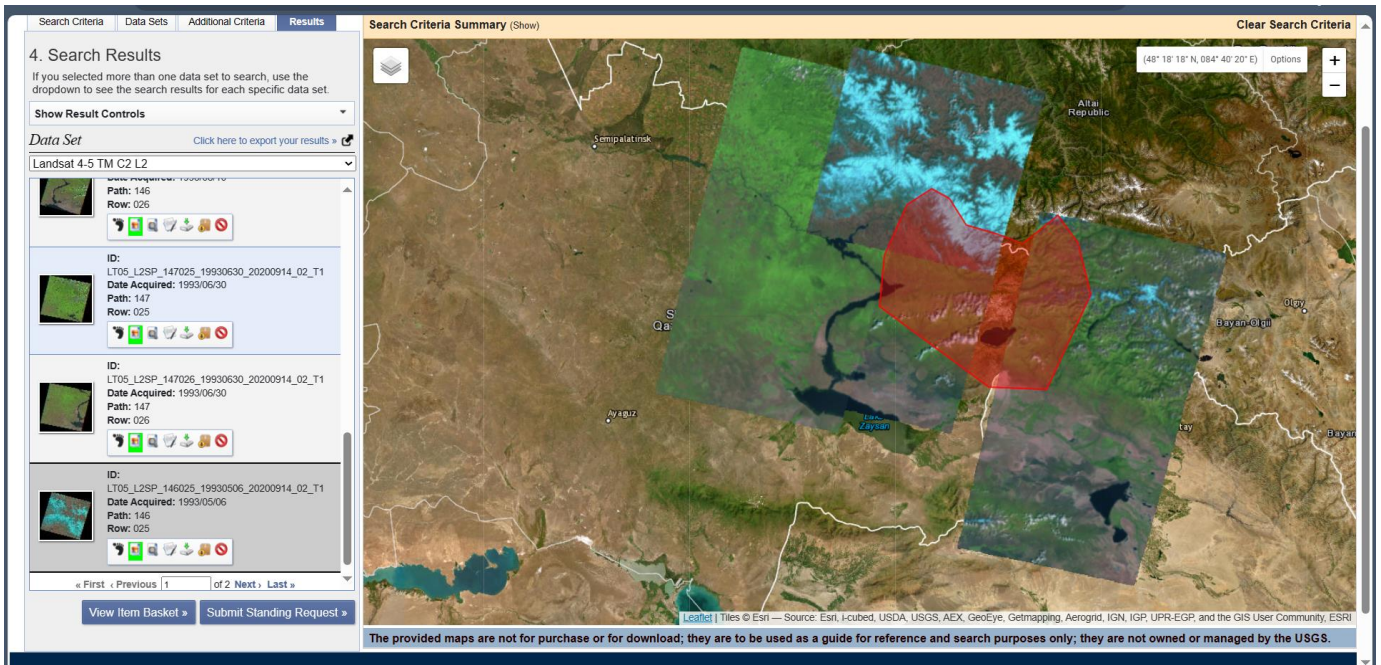 Search Criteria
Data Sets
Additional Criteria
Results
Search Criteria Summary (Show)
Clear Search Criteria
4. Search Results
If you selected more than one data set to search, use the
dropdown to see the search results for each specific data set.
Show Result Controls
Data Set
Click here to export your results »
Landsat 4-5 TM C2 L2
Path: 146
Row: 026
ID:
LT05_L2SP_147025_19930630_20200914_02_T1
Date Acquired: 1993/06/30
Path: 147
Row: 025
ID:
LT05_L2SP_147026_19930630_20200914_02_T1
Date Acquired: 1993/06/30
Path: 147
Row: 026
ID:
LT05_L2SP_146025_19930506_20200914_02_T1
Date Acquired: 1993/05/06
Path: 146
Row: 025
« First ‹ Previous 1 of 2 Next › Last »
View Item Basket »
Submit Standing Request »
(48° 18' 18" N, 084° 40' 20" E)
Options
+
−
Altai
Republic
Semipalatinsk
Olgiy
Bayan-Olgii
Ayaguz
Zaysan
tay
Bayan
Leaflet | Tiles © Esri — Source: Esri, i-cubed, USDA, USGS, AEX, GeoEye, Getmapping, Aerogrid, IGN, IGP, UPR-EGP, and the GIS User Community, ESRI
The provided maps are not for purchase or for download; they are to be used as a guide for reference and search purposes only; they are not owned or managed by the USGS.